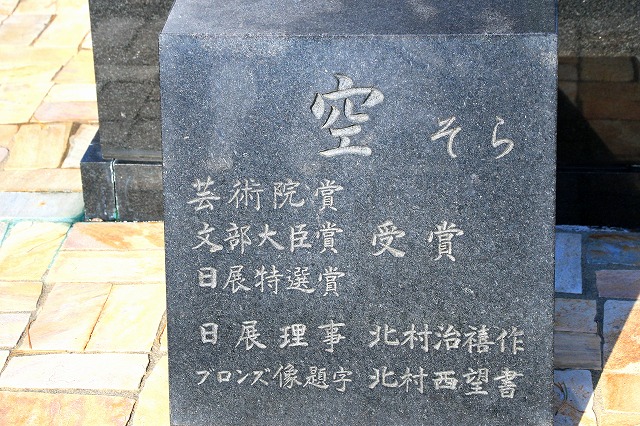 空 そら
芸術院賞
文部大臣賞 受賞
日展特選賞
日展理事 北村治禧作
ブロンズ像題字 北村西望書